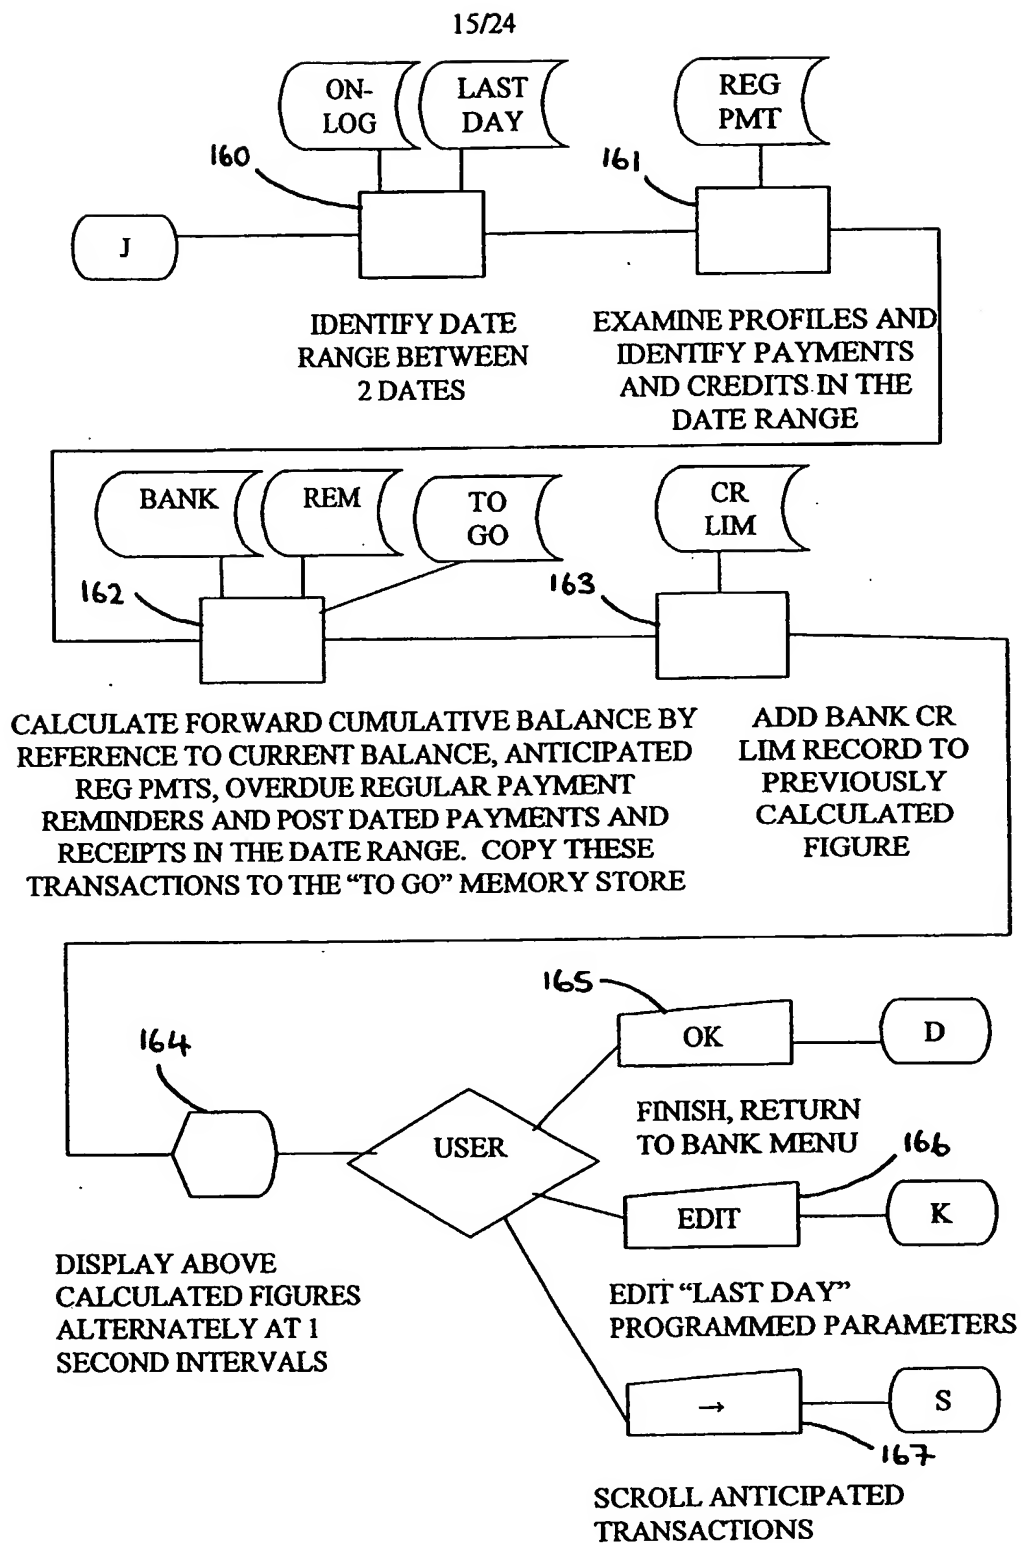 15/24
ON-
LOG
LAST
DAY
REG
PMT
160
161
J
IDENTIFY DATE
RANGE BETWEEN
2 DATES
EXAMINE PROFILES AND
IDENTIFY PAYMENTS
AND CREDITS IN THE
DATE RANGE
BANK
REM
TO
GO
CR
LIM
162
163
CALCULATE FORWARD CUMULATIVE BALANCE BY
REFERENCE TO CURRENT BALANCE, ANTICIPATED
REG PMTS, OVERDUE REGULAR PAYMENT
REMINDERS AND POST DATED PAYMENTS AND
RECEIPTS IN THE DATE RANGE. COPY THESE
TRANSACTIONS TO THE “TO GO” MEMORY STORE
ADD BANK CR
LIM RECORD TO
PREVIOUSLY
CALCULATED
FIGURE
165
OK
D
164
FINISH, RETURN
TO BANK MENU
USER
166
EDIT
K
DISPLAY ABOVE
CALCULATED FIGURES
ALTERNATELY AT 1
SECOND INTERVALS
EDIT “LAST DAY”
PROGRAMMED PARAMETERS
→
S
167
SCROLL ANTICIPATED
TRANSACTIONS